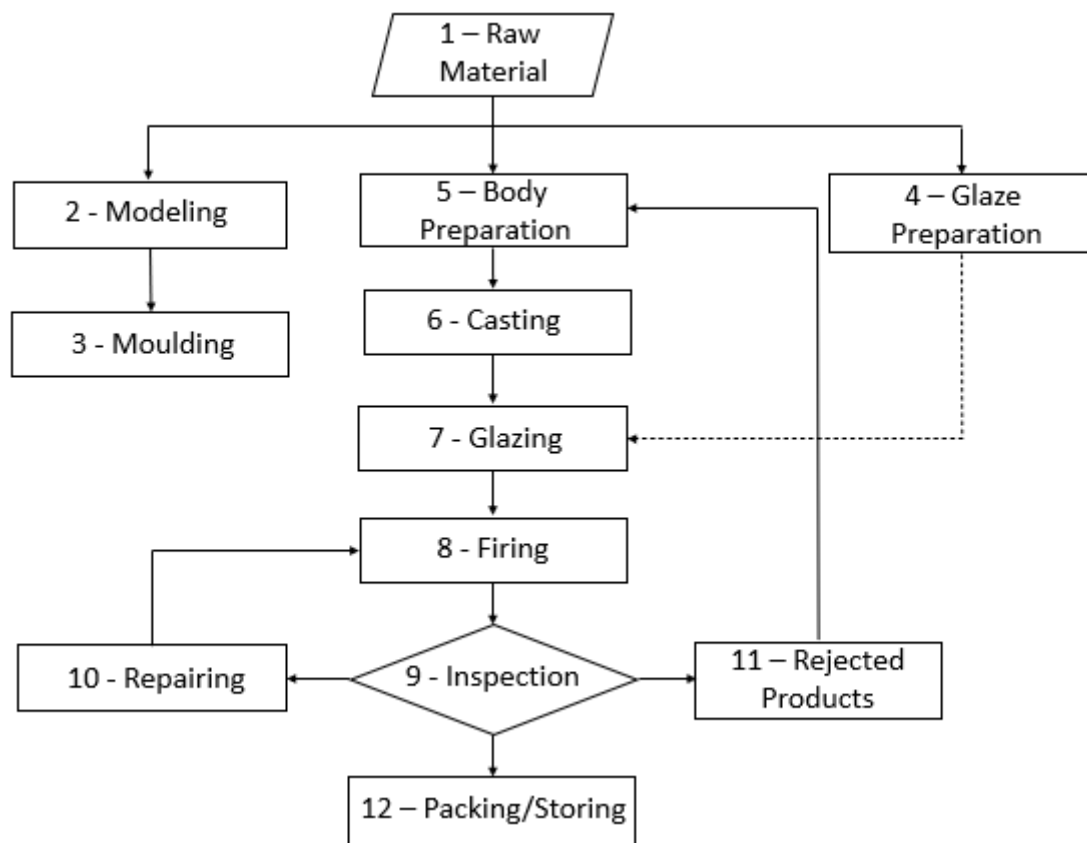 1 – Raw
Material
2 - Modeling
5 – Body
Preparation
4 – Glaze
Preparation
3 - Moulding
6 - Casting
7 - Glazing
8 - Firing
10 - Repairing
9 - Inspection
11 – Rejected
Products
12 – Packing/Storing